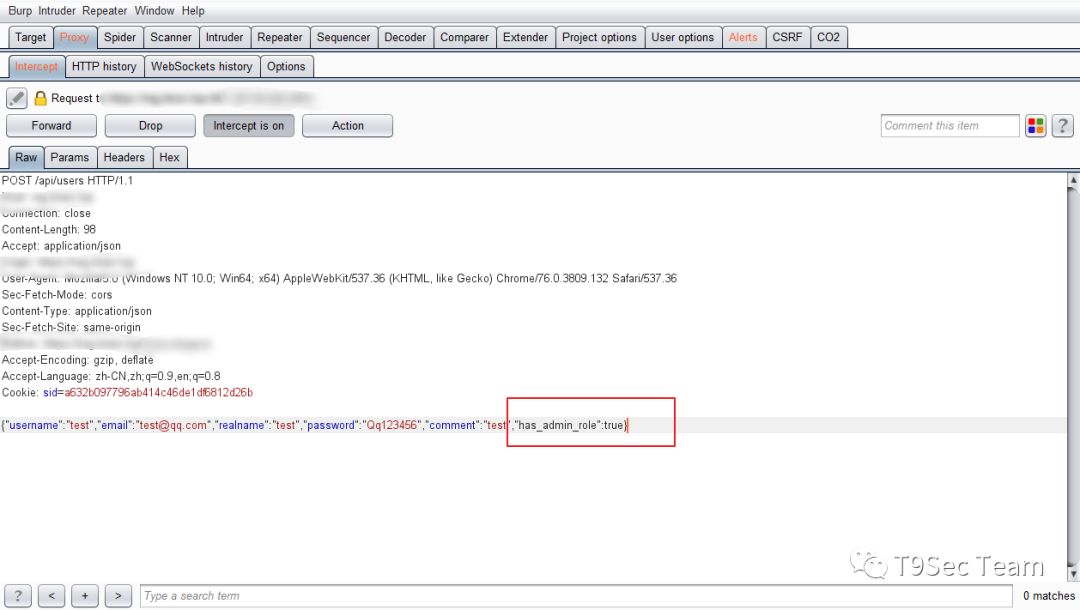 Burp Intruder Repeater Window Help
Target Proxy Spider Scanner Intruder Repeater Sequencer Decoder Comparer Extender Project options User options Alerts CSRF CO2
Intercept HTTP history WebSockets history Options
Request t
Forward Drop Intercept is on Action Comment this item ?
Raw Params Headers Hex
POST /api/users HTTP/1.1
Connection: close
Content-Length: 98
Accept: application/json
User-Agent: Mozilla/5.0 (Windows NT 10.0; Win64; x64) AppleWebKit/537.36 (KHTML, like Gecko) Chrome/76.0.3809.132 Safari/537.36
Sec-Fetch-Mode: cors
Content-Type: application/json
Sec-Fetch-Site: same-origin
Accept-Encoding: gzip, deflate
Accept-Language: zh-CN,zh;q=0.9,en;q=0.8
Cookie: sid=a632b097796ab414c46de1df6812d26b
{"username":"test","email":"test@qq.com","realname":"test","password":"Qq123456","comment":"test","has_admin_role":true}
T9Sec Team
? < + > Type a search term 0 matches